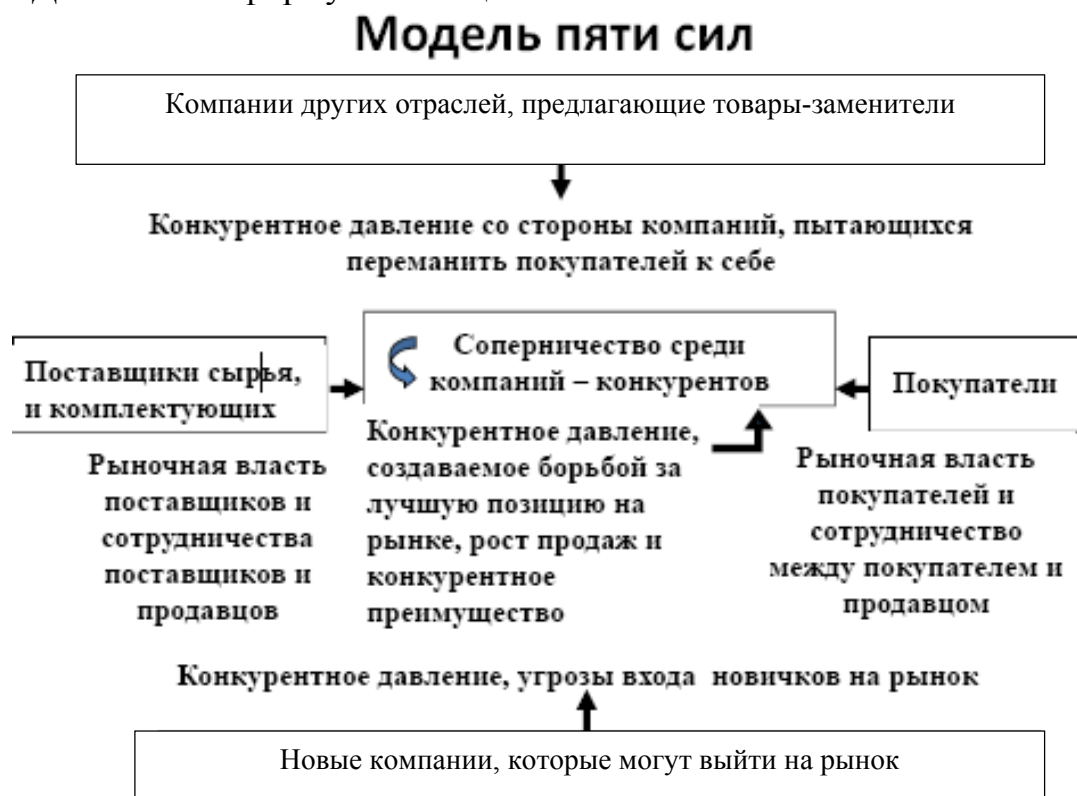 Модель пяти сил
Компании других отраслей, предлагающие товары-заменители
Конкурентное давление со стороны компаний, пытающихся
переманить покупателей к себе
Поставщики сырья,
и комплектующих
Соперничество среди
компаний – конкурентов
Покупатели
Рыночная власть
поставщиков и
сотрудничества
поставщиков и
продавцов
Конкурентное давление,
создаваемое борьбой за
лучшую позицию на
рынке, рост продаж и
конкурентное
преимущество
Рыночная власть
покупателей и
сотрудничество
между покупателем и
продавцом
Конкурентное давление, угрозы входа новичков на рынок
Новые компании, которые могут выйти на рынок